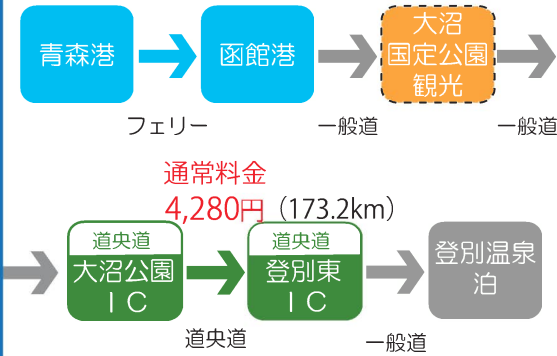 青森港
函館港
大沼
国定公園
観光
フェリー
一般道
一般道
通常料金
4,280円（173.2km）
道央道
大沼公園
ＩＣ
道央道
登別東
ＩＣ
登別温泉
泊
道央道
一般道